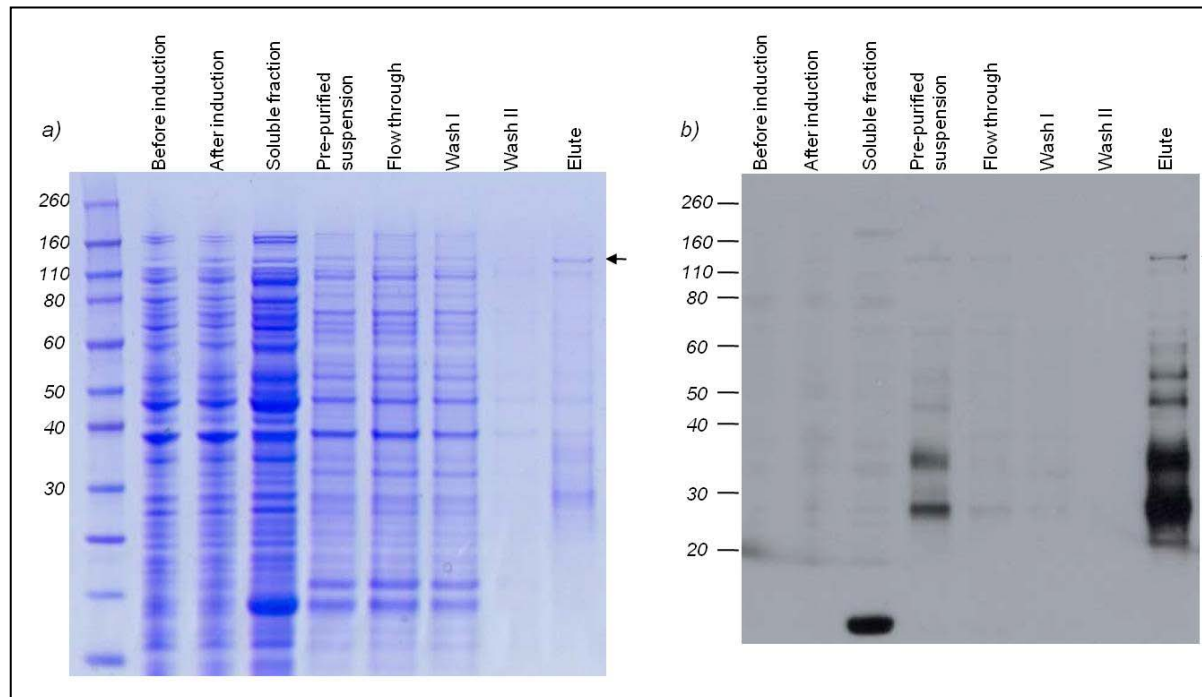 a)
Before induction
After induction
Soluble fraction
Pre-purified
suspension
Flow through
Wash I
Wash II
Elute
260
160
110
80
60
50
40
30
b)
Before induction
After induction
Soluble fraction
Pre-purified
suspension
Flow through
Wash I
Wash II
Elute
260
160
110
80
60
50
40
30
20